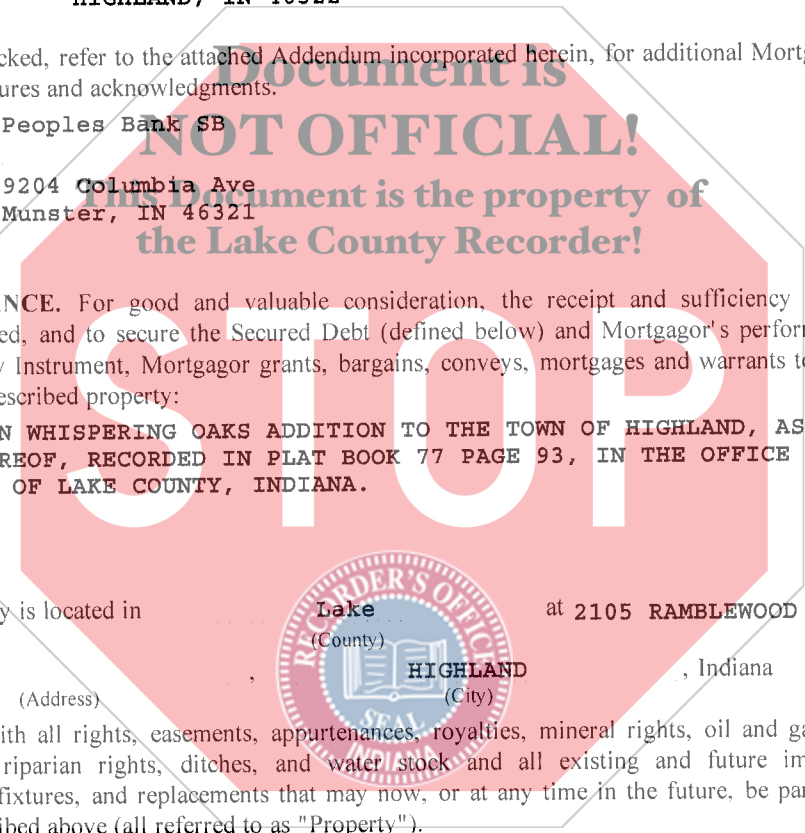 HIGHLAND, IN 46322
cked, refer to the attached Addendum incorporated herein, for additional Mortg
ures and acknowledgments.
Document is
NOT OFFICIAL!
This Document is the property of
the Lake County Recorder!
Peoples Bank SB
9204 Columbia Ave
Munster, IN 46321
NCE. For good and valuable consideration, the receipt and sufficiency
ed, and to secure the Secured Debt (defined below) and Mortgagor's perform
y Instrument, Mortgagor grants, bargains, conveys, mortgages and warrants to
escribed property:
STOP
N WHISPERING OAKS ADDITION TO THE TOWN OF HIGHLAND, AS
REOF, RECORDED IN PLAT BOOK 77 PAGE 93, IN THE OFFICE
OF LAKE COUNTY, INDIANA.
y is located in Lake at 2105 RAMBLEWOOD
(County)
, HIGHLAND , Indiana
(Address) (City)
RECORDER'S OFFICE
SEAL
INDIANA
ith all rights, easements, appurtenances, royalties, mineral rights, oil and ga
riparian rights, ditches, and water stock and all existing and future im
fixtures, and replacements that may now, or at any time in the future, be par
ibed above (all referred to as "Property").